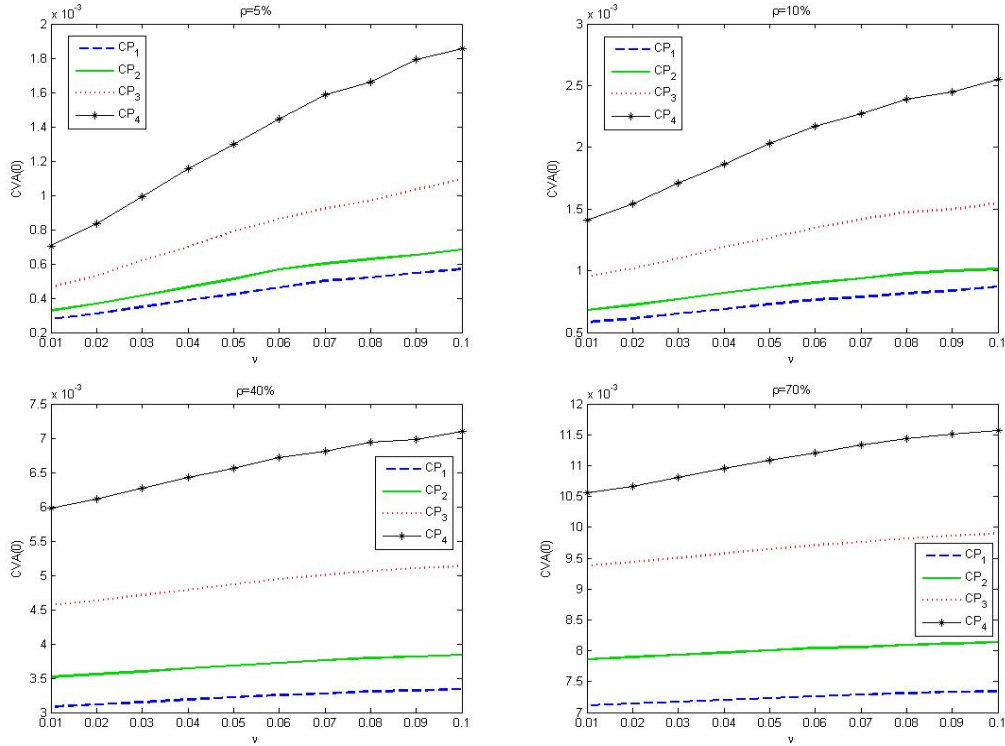 ρ=5%
x 10-3
2
1.8
1.6
1.4
1.2
1
0.8
0.6
0.4
0.2
CVA(0)
CP1
CP2
CP3
CP4
0.01 0.02 0.03 0.04 0.05 0.06 0.07 0.08 0.09 0.1
ν
ρ=10%
x 10-3
3
2.5
2
1.5
1
0.5
CVA(0)
CP1
CP2
CP3
CP4
0.01 0.02 0.03 0.04 0.05 0.06 0.07 0.08 0.09 0.1
ν
ρ=40%
x 10-3
7.5
7
6.5
6
5.5
5
4.5
4
3.5
3
CVA(0)
CP1
CP2
CP3
CP4
0.01 0.02 0.03 0.04 0.05 0.06 0.07 0.08 0.09 0.1
ν
ρ=70%
x 10-3
12
11.5
11
10.5
10
9.5
9
8.5
8
7.5
7
CVA(0)
CP1
CP2
CP3
CP4
0.01 0.02 0.03 0.04 0.05 0.06 0.07 0.08 0.09 0.1
ν